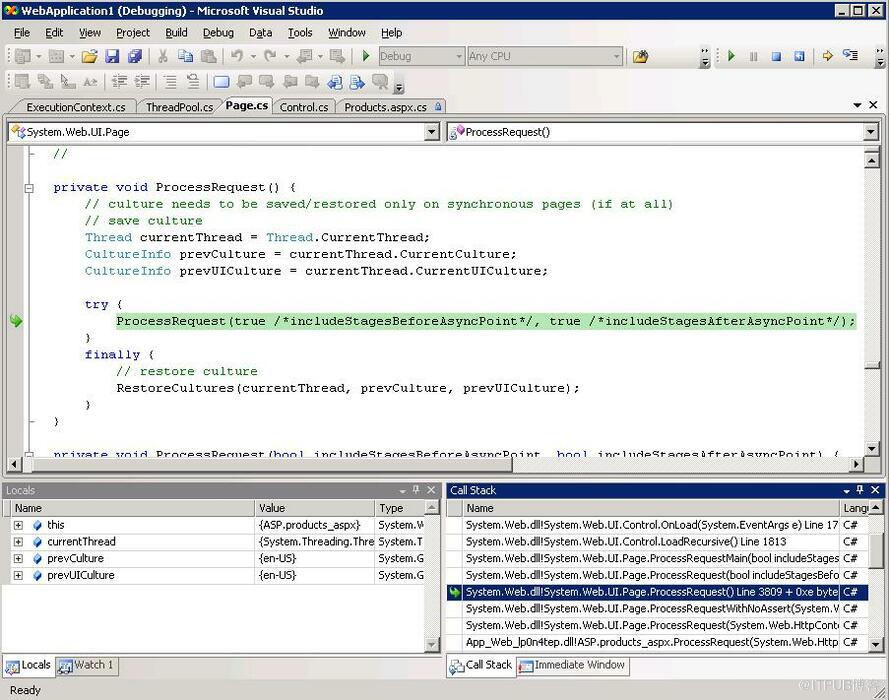 WebApplication1 (Debugging) - Microsoft Visual Studio
File Edit View Project Build Debug Data Tools Window Help
Debug Any CPU
ExecutionContext.cs ThreadPool.cs Page.cs Control.cs Products.aspx.cs
System.Web.UI.Page ProcessRequest()
//
private void ProcessRequest() {
// culture needs to be saved/restored only on synchronous pages (if at all)
// save culture
Thread currentThread = Thread.CurrentThread;
CultureInfo prevCulture = currentThread.CurrentCulture;
CultureInfo prevUICulture = currentThread.CurrentUICulture;
try {
ProcessRequest(true /*includeStagesBeforeAsyncPoint*/, true /*includeStagesAfterAsyncPoint*/);
}
finally {
// restore culture
RestoreCultures(currentThread, prevCulture, prevUICulture);
}
}
private void ProcessRequest(bool includeStagesBeforeAsyncPoint, bool includeStagesAfterAsyncPoint) {
Locals
Name Value Type
this {ASP.products_aspx} System.W
currentThread {System.Threading.Thre System.T
prevCulture {en-US} System.G
prevUICulture {en-US} System.G
Locals Watch 1
Call Stack
Name Langu
System.Web.dll!System.Web.UI.Control.OnLoad(System.EventArgs e) Line 17 C#
System.Web.dll!System.Web.UI.Control.LoadRecursive() Line 1813 C#
System.Web.dll!System.Web.UI.Page.ProcessRequestMain(bool includeStages C#
System.Web.dll!System.Web.UI.Page.ProcessRequest(bool includeStagesBefo C#
System.Web.dll!System.Web.UI.Page.ProcessRequest() Line 3809 + 0xe byte C#
System.Web.dll!System.Web.UI.Page.ProcessRequestWithNoAssert(System.W C#
System.Web.dll!System.Web.UI.Page.ProcessRequest(System.Web.HttpCont C#
App_Web_lp0n4tep.dll!ASP.products_aspx.ProcessRequest(System.Web.Http C#
Call Stack Immediate Window
Ready
@ITPUB博客